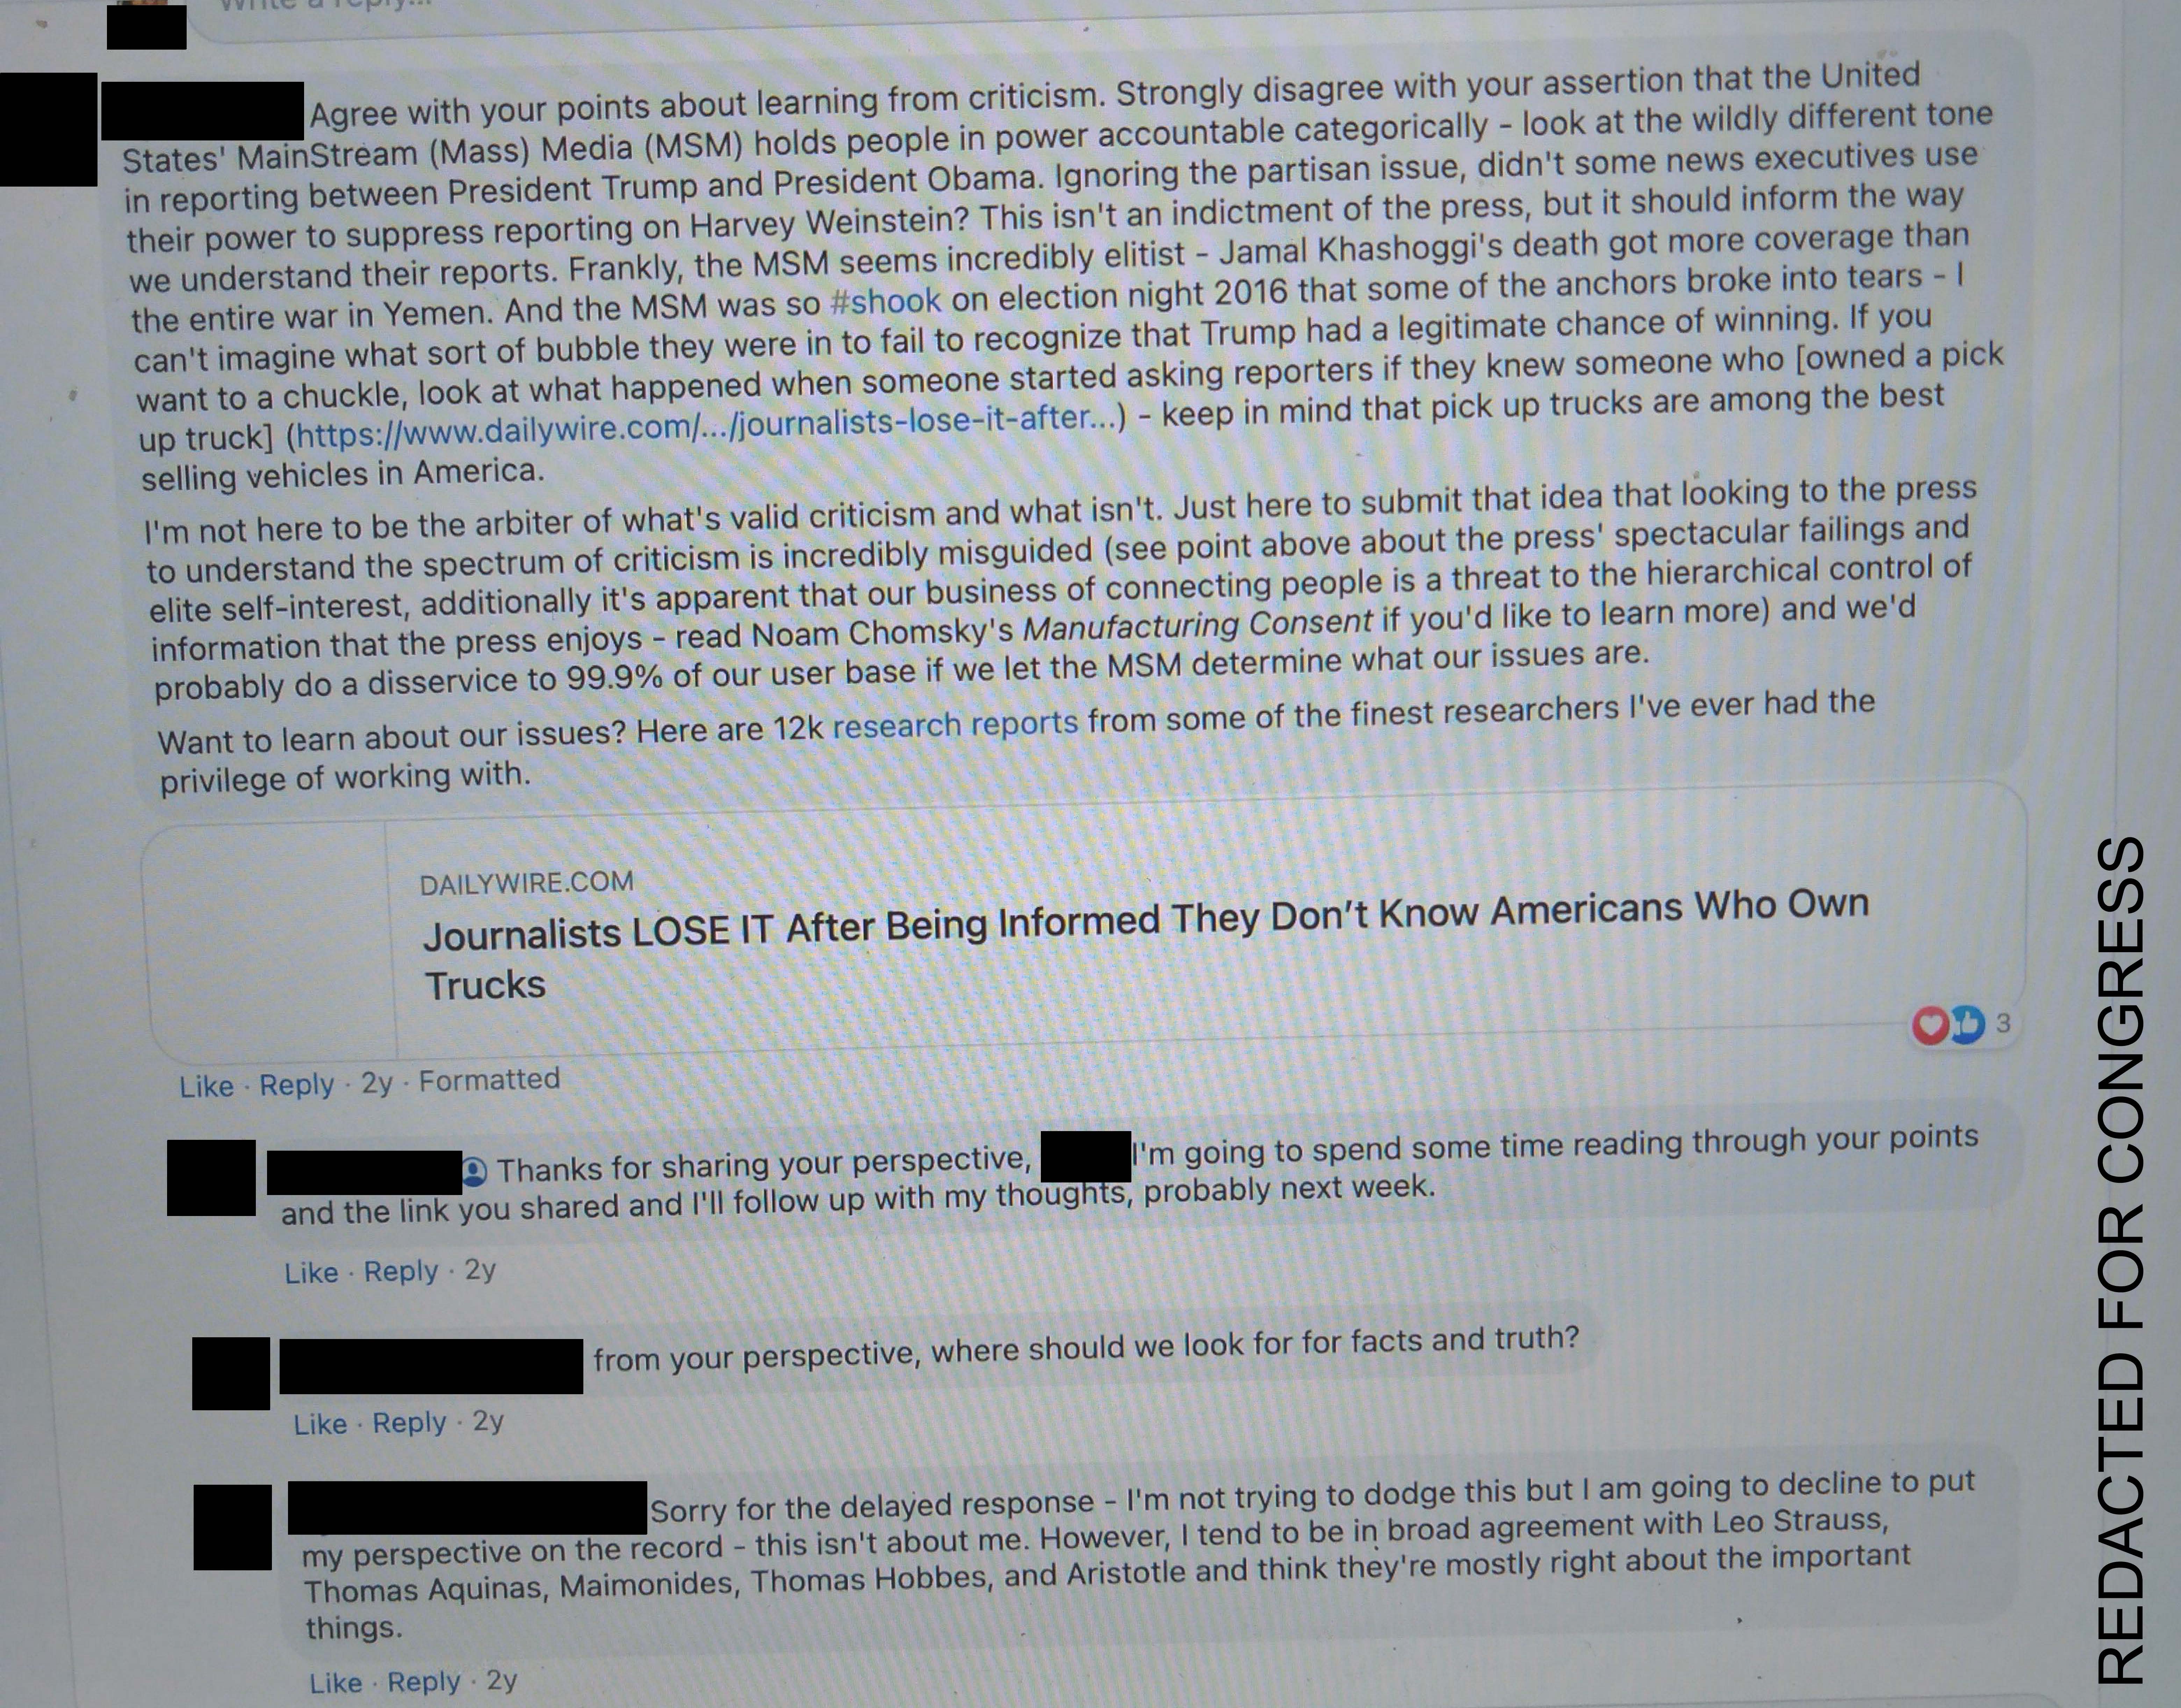 Agree with your points about learning from criticism. Strongly disagree with your assertion that the United
States' MainStream (Mass) Media (MSM) holds people in power accountable categorically - look at the wildly different tone
in reporting between President Trump and President Obama. Ignoring the partisan issue, didn't some news executives use
their power to suppress reporting on Harvey Weinstein? This isn't an indictment of the press, but it should inform the way
we understand their reports. Frankly, the MSM seems incredibly elitist - Jamal Khashoggi's death got more coverage than
the entire war in Yemen. And the MSM was so #shook on election night 2016 that some of the anchors broke into tears - I
can't imagine what sort of bubble they were in to fail to recognize that Trump had a legitimate chance of winning. If you
want to a chuckle, look at what happened when someone started asking reporters if they knew someone who [owned a pick
up truck] (https://www.dailywire.com/.../journalists-lose-it-after...) - keep in mind that pick up trucks are among the best
selling vehicles in America.
I'm not here to be the arbiter of what's valid criticism and what isn't. Just here to submit that idea that looking to the press
to understand the spectrum of criticism is incredibly misguided (see point above about the press' spectacular failings and
elite self-interest, additionally it's apparent that our business of connecting people is a threat to the hierarchical control of
information that the press enjoys - read Noam Chomsky's Manufacturing Consent if you'd like to learn more) and we'd
probably do a disservice to 99.9% of our user base if we let the MSM determine what our issues are.
Want to learn about our issues? Here are 12k research reports from some of the finest researchers I've ever had the
privilege of working with.
DAILYWIRE.COM
Journalists LOSE IT After Being Informed They Don't Know Americans Who Own
Trucks
3
Like · Reply · 2y · Formatted
Thanks for sharing your perspective, I'm going to spend some time reading through your points
and the link you shared and I'll follow up with my thoughts, probably next week.
Like · Reply · 2y
from your perspective, where should we look for for facts and truth?
Like · Reply · 2y
Sorry for the delayed response - I'm not trying to dodge this but I am going to decline to put
my perspective on the record - this isn't about me. However, I tend to be in broad agreement with Leo Strauss,
Thomas Aquinas, Maimonides, Thomas Hobbes, and Aristotle and think they're mostly right about the important
things.
Like · Reply · 2y
REDACTED FOR CONGRESS